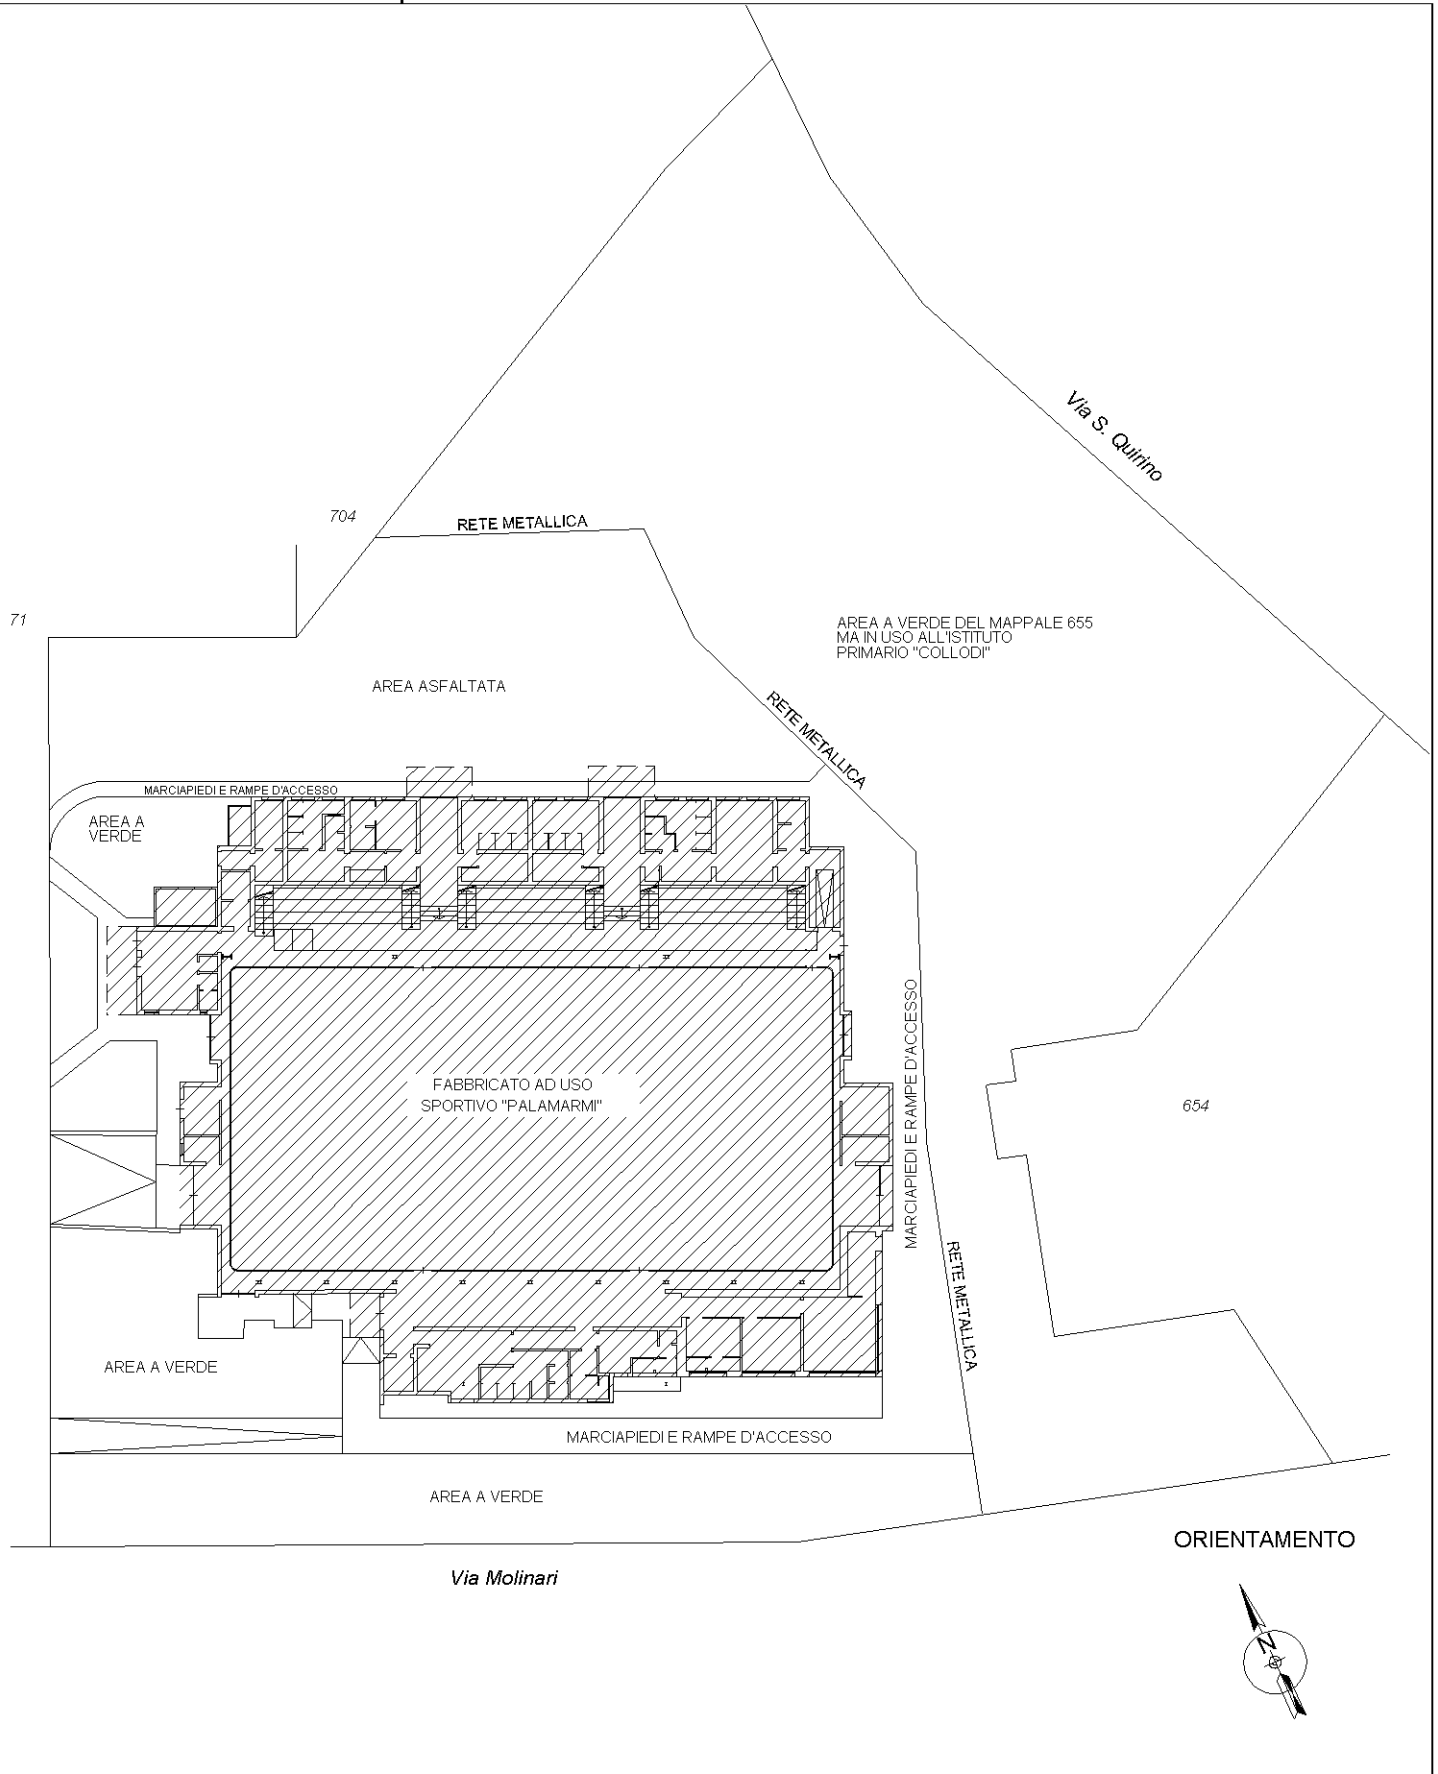 Via S. Quirino
704
RETE METALLICA
71
AREA A VERDE DEL MAPPALE 655
MA IN USO ALL'ISTITUTO
PRIMARIO "COLLODI"
AREA ASFALTATA
RETE METALLICA
MARCIAPIEDI E RAMPE D'ACCESSO
AREA A
VERDE
MARCIAPIEDI E RAMPE D'ACCESSO
FABBRICATO AD USO
SPORTIVO "PALAMARMI"
654
RETE METALLICA
AREA A VERDE
MARCIAPIEDI E RAMPE D'ACCESSO
AREA A VERDE
ORIENTAMENTO
Via Molinari
N